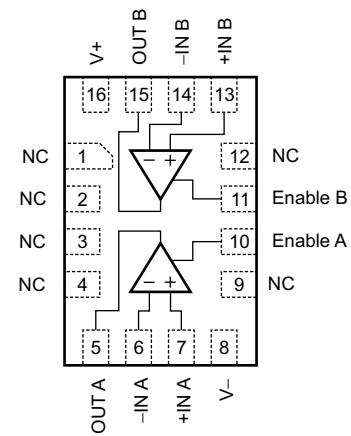 V+
OUT B
−IN B
+IN B
16
15
14
13
NC
1
− +
12
NC
NC
2
11
Enable B
NC
3
10
Enable A
NC
4
− +
9
NC
5
6
7
8
OUT A
−IN A
+IN A
V−